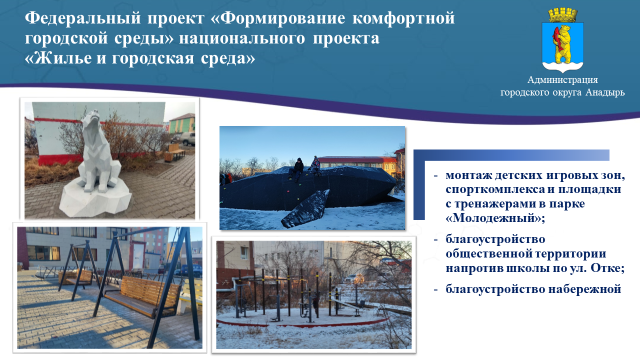 Федеральный проект «Формирование комфортной
городской среды» национального проекта
«Жилье и городская среда»
Администрация
городского округа Анадырь
- монтаж детских игровых зон,
спорткомплекса и площадки
с тренажерами в парке
«Молодежный»;
- благоустройство
общественной территории
напротив школы по ул. Отке;
- благоустройство набережной